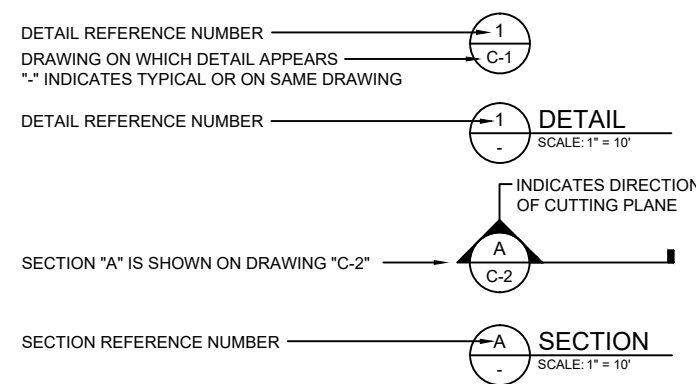 DETAIL REFERENCE NUMBER
1
DRAWING ON WHICH DETAIL APPEARS
C-1
"-" INDICATES TYPICAL OR ON SAME DRAWING
DETAIL REFERENCE NUMBER
1
DETAIL
-
SCALE: 1" = 10'
INDICATES DIRECTION
OF CUTTING PLANE
A
SECTION "A" IS SHOWN ON DRAWING "C-2"
C-2
SECTION REFERENCE NUMBER
A
SECTION
-
SCALE: 1" = 10'